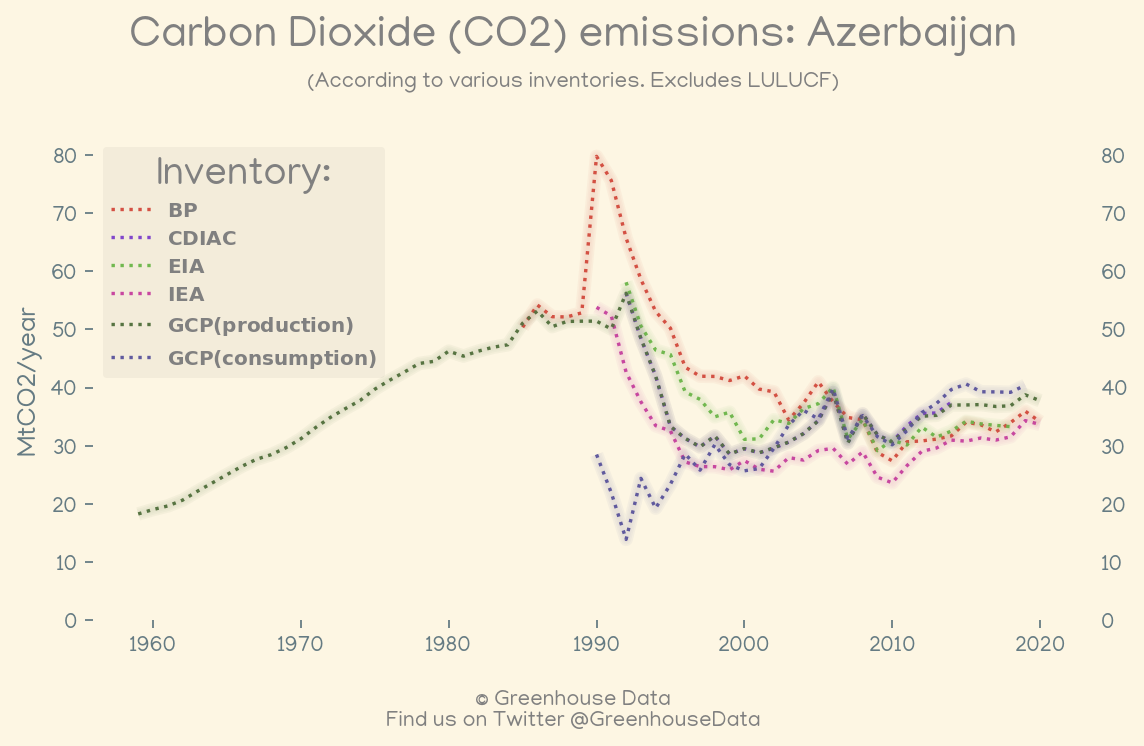 Carbon Dioxide (CO2) emissions: Azerbaijan
(According to various inventories. Excludes LULUCF)
Inventory:
BP
CDIAC
EIA
IEA
GCP(production)
GCP(consumption)
MtCO2/year
80
70
60
50
40
30
20
10
0
80
70
60
50
40
30
20
10
0
1960
1970
1980
1990
2000
2010
2020
© Greenhouse Data
Find us on Twitter @GreenhouseData